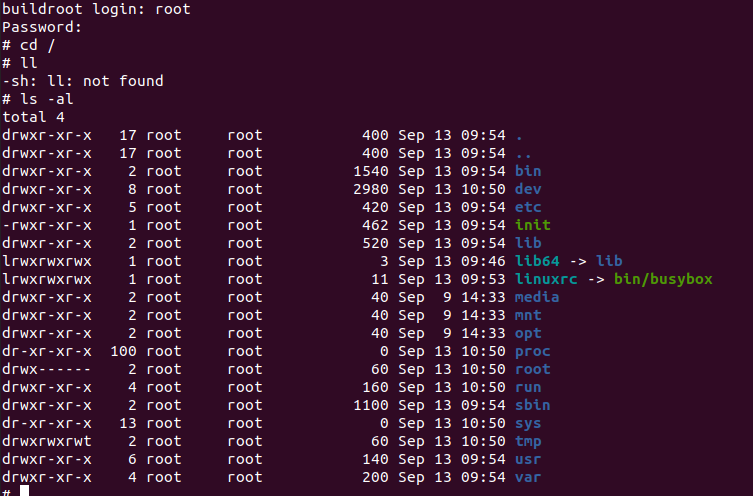 buildroot login: root
Password:
# cd /
# ll
-sh: ll: not found
# ls -al
total 4
drwxr-xr-x   17 root     root           400 Sep 13 09:54 .
drwxr-xr-x   17 root     root           400 Sep 13 09:54 ..
drwxr-xr-x    2 root     root          1540 Sep 13 09:54 bin
drwxr-xr-x    8 root     root          2980 Sep 13 10:50 dev
drwxr-xr-x    5 root     root           420 Sep 13 09:54 etc
-rwxr-xr-x    1 root     root           462 Sep 13 09:54 init
drwxr-xr-x    2 root     root           520 Sep 13 09:54 lib
lrwxrwxrwx    1 root     root             3 Sep 13 09:46 lib64 -> lib
lrwxrwxrwx    1 root     root            11 Sep 13 09:53 linuxrc -> bin/busybox
drwxr-xr-x    2 root     root            40 Sep  9 14:33 media
drwxr-xr-x    2 root     root            40 Sep  9 14:33 mnt
drwxr-xr-x    2 root     root            40 Sep  9 14:33 opt
dr-xr-xr-x  100 root     root             0 Sep 13 10:50 proc
drwx------    2 root     root            60 Sep 13 10:50 root
drwxr-xr-x    4 root     root           160 Sep 13 10:50 run
drwxr-xr-x    2 root     root          1100 Sep 13 09:54 sbin
dr-xr-xr-x   13 root     root             0 Sep 13 10:50 sys
drwxrwxrwt    2 root     root            60 Sep 13 10:50 tmp
drwxr-xr-x    6 root     root           140 Sep 13 09:54 usr
drwxr-xr-x    4 root     root           200 Sep 13 09:54 var
#